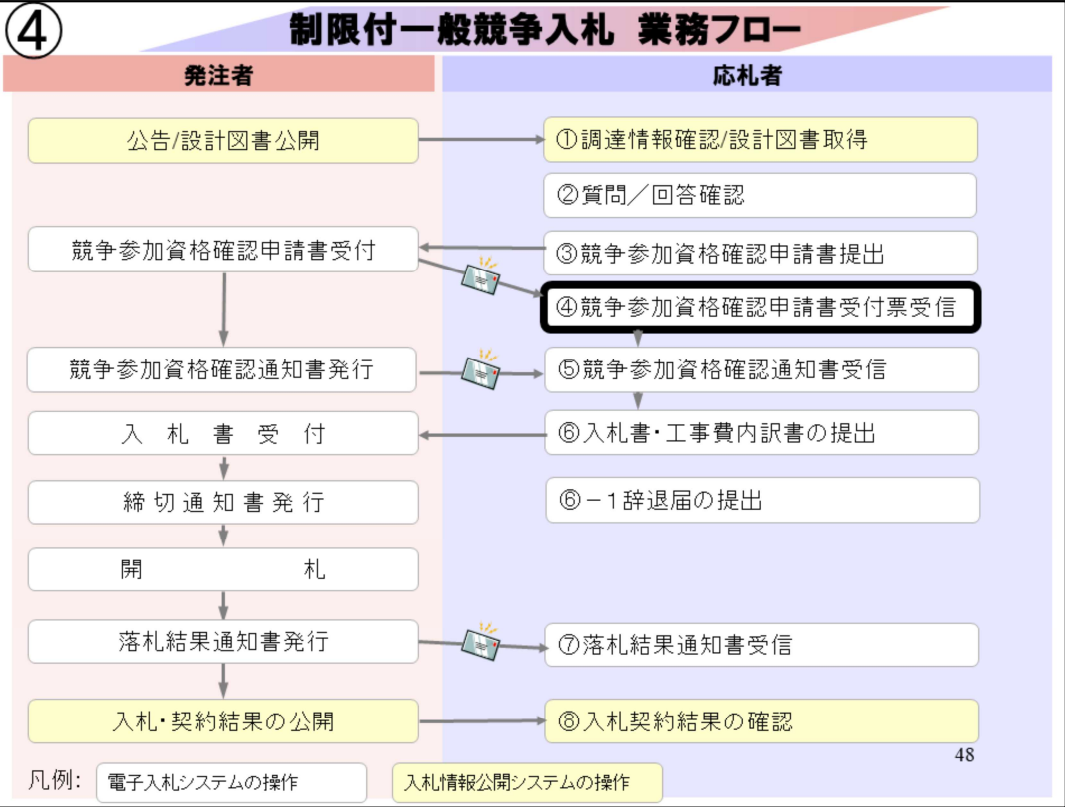 ④
制限付一般競争入札 業務フロー
発注者
応札者
公告/設計図書公開
①調達情報確認/設計図書取得
②質問／回答確認
競争参加資格確認申請書受付
③競争参加資格確認申請書提出
④競争参加資格確認申請書受付票受信
競争参加資格確認通知書発行
⑤競争参加資格確認通知書受信
入 札 書 受 付
⑥入札書・工事費内訳書の提出
締 切 通 知 書 発 行
⑥－１辞退届の提出
開 札
落札結果通知書発行
⑦落札結果通知書受信
入札・契約結果の公開
⑧入札契約結果の確認
48
凡例:
電子入札システムの操作
入札情報公開システムの操作